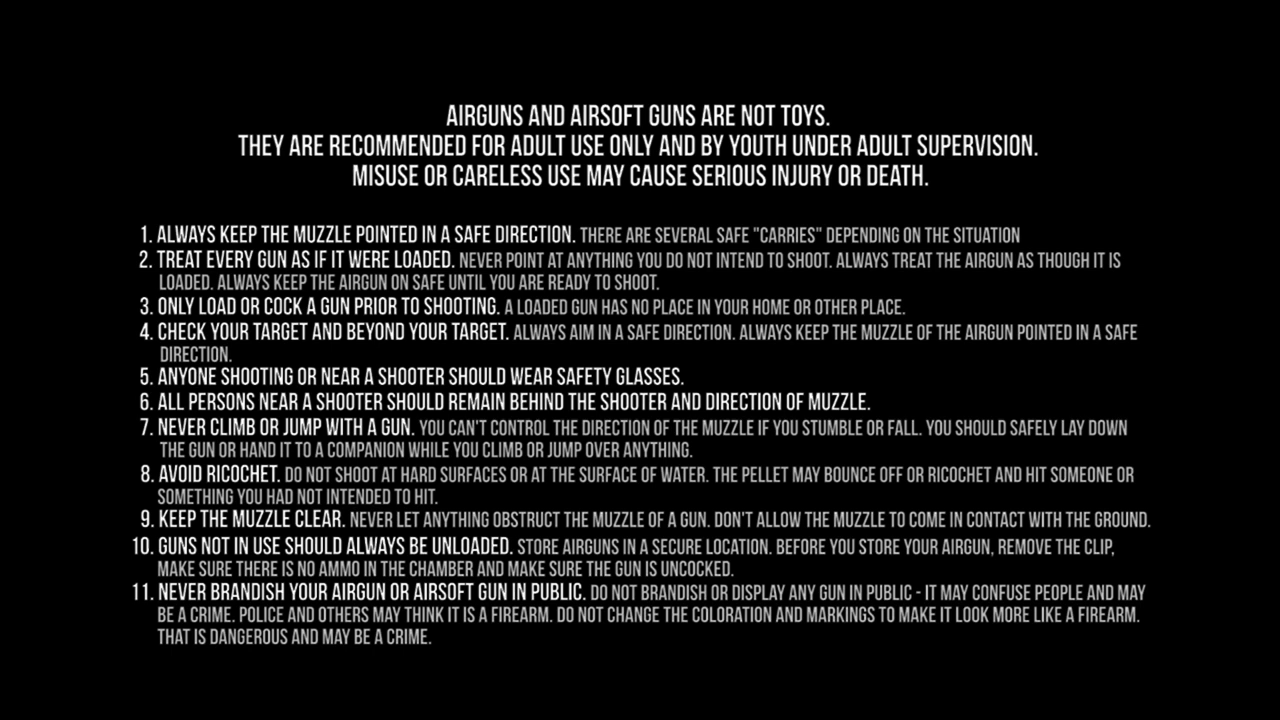 AIRGUNS AND AIRSOFT GUNS ARE NOT TOYS.
THEY ARE RECOMMENDED FOR ADULT USE ONLY AND BY YOUTH UNDER ADULT SUPERVISION.
MISUSE OR CARELESS USE MAY CAUSE SERIOUS INJURY OR DEATH.
1. ALWAYS KEEP THE MUZZLE POINTED IN A SAFE DIRECTION. THERE ARE SEVERAL SAFE "CARRIES" DEPENDING ON THE SITUATION
2. TREAT EVERY GUN AS IF IT WERE LOADED. NEVER POINT AT ANYTHING YOU DO NOT INTEND TO SHOOT. ALWAYS TREAT THE AIRGUN AS THOUGH IT IS
LOADED. ALWAYS KEEP THE AIRGUN ON SAFE UNTIL YOU ARE READY TO SHOOT.
3. ONLY LOAD OR COCK A GUN PRIOR TO SHOOTING. A LOADED GUN HAS NO PLACE IN YOUR HOME OR OTHER PLACE.
4. CHECK YOUR TARGET AND BEYOND YOUR TARGET. ALWAYS AIM IN A SAFE DIRECTION. ALWAYS KEEP THE MUZZLE OF THE AIRGUN POINTED IN A SAFE
DIRECTION.
5. ANYONE SHOOTING OR NEAR A SHOOTER SHOULD WEAR SAFETY GLASSES.
6. ALL PERSONS NEAR A SHOOTER SHOULD REMAIN BEHIND THE SHOOTER AND DIRECTION OF MUZZLE.
7. NEVER CLIMB OR JUMP WITH A GUN. YOU CAN'T CONTROL THE DIRECTION OF THE MUZZLE IF YOU STUMBLE OR FALL. YOU SHOULD SAFELY LAY DOWN
THE GUN OR HAND IT TO A COMPANION WHILE YOU CLIMB OR JUMP OVER ANYTHING.
8. AVOID RICOCHET. DO NOT SHOOT AT HARD SURFACES OR AT THE SURFACE OF WATER. THE PELLET MAY BOUNCE OFF OR RICOCHET AND HIT SOMEONE OR
SOMETHING YOU HAD NOT INTENDED TO HIT.
9. KEEP THE MUZZLE CLEAR. NEVER LET ANYTHING OBSTRUCT THE MUZZLE OF A GUN. DON'T ALLOW THE MUZZLE TO COME IN CONTACT WITH THE GROUND.
10. GUNS NOT IN USE SHOULD ALWAYS BE UNLOADED. STORE AIRGUNS IN A SECURE LOCATION. BEFORE YOU STORE YOUR AIRGUN, REMOVE THE CLIP,
MAKE SURE THERE IS NO AMMO IN THE CHAMBER AND MAKE SURE THE GUN IS UNCOCKED.
11. NEVER BRANDISH YOUR AIRGUN OR AIRSOFT GUN IN PUBLIC. DO NOT BRANDISH OR DISPLAY ANY GUN IN PUBLIC - IT MAY CONFUSE PEOPLE AND MAY
BE A CRIME. POLICE AND OTHERS MAY THINK IT IS A FIREARM. DO NOT CHANGE THE COLORATION AND MARKINGS TO MAKE IT LOOK MORE LIKE A FIREARM.
THAT IS DANGEROUS AND MAY BE A CRIME.